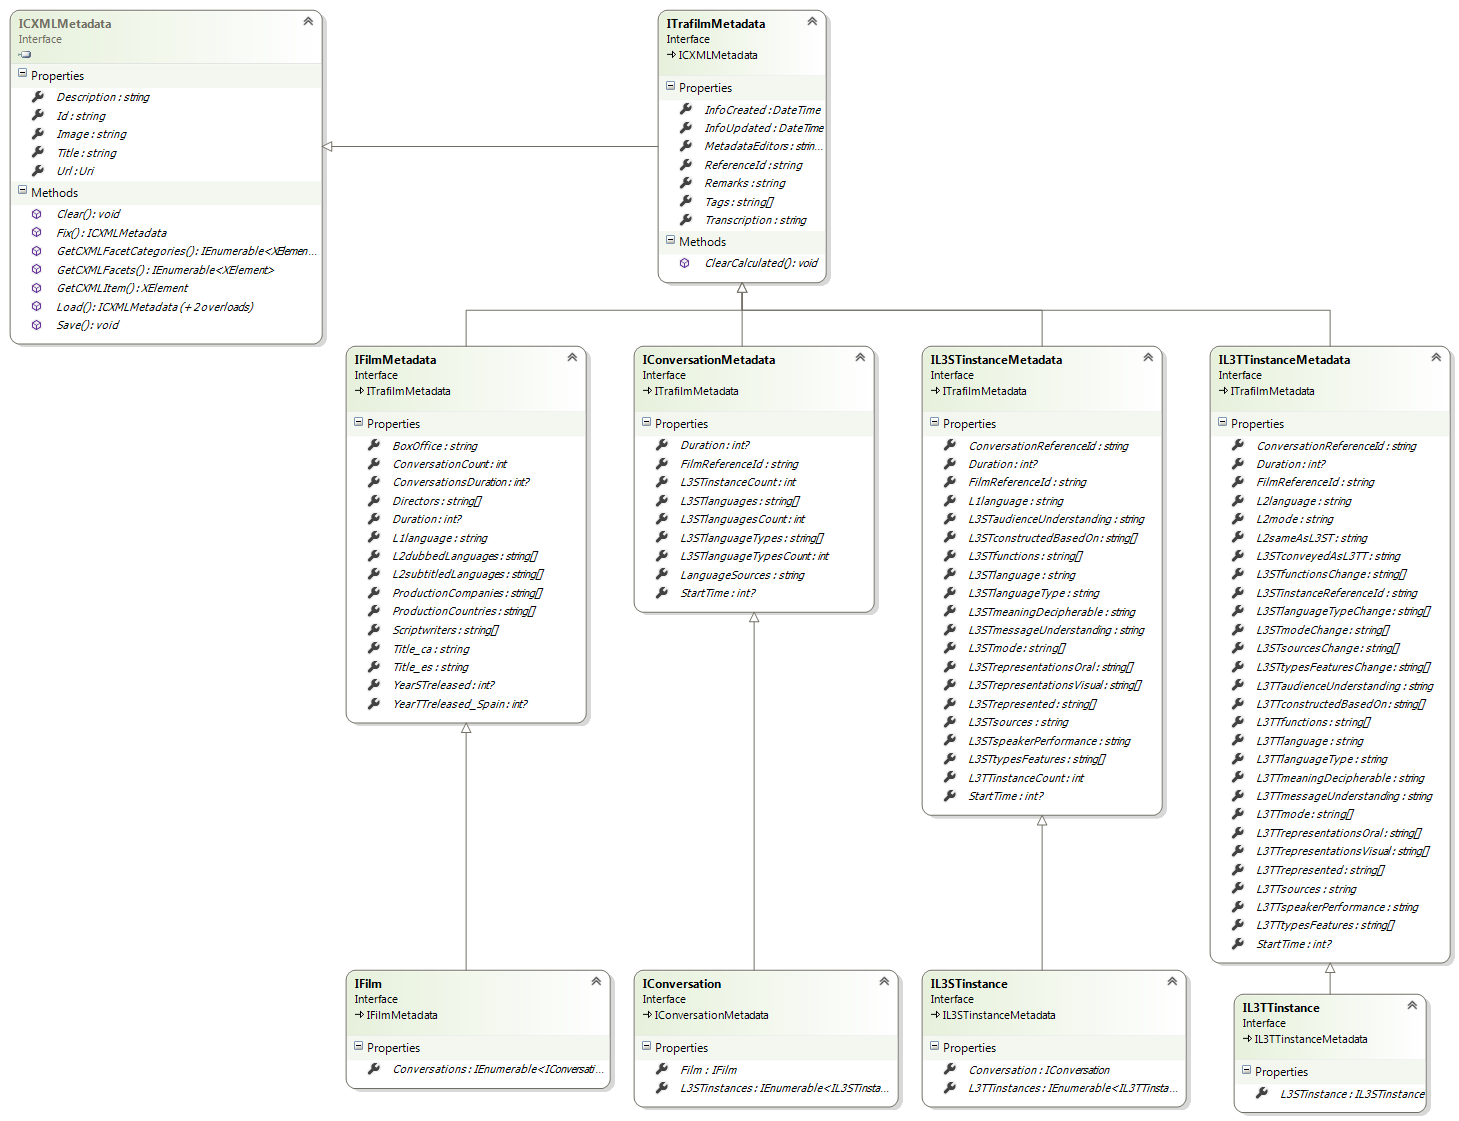 ICXMLMetadata
Interface
Properties
Description : string
Id : string
Image : string
Title : string
Url : Uri
Methods
Clear() : void
Fix() : ICXMLMetadata
GetCXMLFacetCategories() : IEnumerable<XElemen...
GetCXMLFacets() : IEnumerable<XElement>
GetCXMLItem() : XElement
Load() : ICXMLMetadata (+ 2 overloads)
Save() : void
ITrafilmMetadata
Interface
ICXMLMetadata
Properties
InfoCreated : DateTime
InfoUpdated : DateTime
MetadataEditors : strin...
ReferenceId : string
Remarks : string
Tags : string[]
Transcription : string
Methods
ClearCalculated() : void
IFilmMetadata
Interface
ITrafilmMetadata
Properties
BoxOffice : string
ConversationCount : int
ConversationsDuration : int?
Directors : string[]
Duration : int?
L1language : string
L2dubbedLanguages : string[]
L2subtitledLanguages : string[]
ProductionCompanies : string[]
ProductionCountries : string[]
Scriptwriters : string[]
Title_ca : string
Title_es : string
YearSTreleased : int?
YearTTreleased_Spain : int?
IConversationMetadata
Interface
ITrafilmMetadata
Properties
Duration : int?
FilmReferenceId : string
L3STinstanceCount : int
L3STlanguages : string[]
L3STlanguagesCount : int
L3STlanguageTypes : string[]
L3STlanguageTypesCount : int
LanguageSources : string
StartTime : int?
IL3STinstanceMetadata
Interface
ITrafilmMetadata
Properties
ConversationReferenceId : string
Duration : int?
FilmReferenceId : string
L1language : string
L3STaudienceUnderstanding : string
L3STconstructedBasedOn : string[]
L3STfunctions : string[]
L3STlanguage : string
L3STlanguageType : string
L3STmeaningDecipherable : string
L3STmessageUnderstanding : string
L3STmode : string[]
L3STrepresentationsOral : string[]
L3STrepresentationsVisual : string[]
L3STrepresented : string[]
L3STsources : string
L3STspeakerPerformance : string
L3STtypesFeatures : string[]
L3TTinstanceCount : int
StartTime : int?
IL3TTinstanceMetadata
Interface
ITrafilmMetadata
Properties
ConversationReferenceId : string
Duration : int?
FilmReferenceId : string
L2language : string
L2mode : string
L2sameAsL3ST : string
L3STconveyedAsL3TT : string
L3STfunctionsChange : string[]
L3STinstanceReferenceId : string
L3STlanguageTypeChange : string[]
L3STmodeChange : string[]
L3STsourcesChange : string[]
L3STtypesFeaturesChange : string[]
L3TTaudienceUnderstanding : string
L3TTconstructedBasedOn : string[]
L3TTfunctions : string[]
L3TTlanguage : string
L3TTlanguageType : string
L3TTmeaningDecipherable : string
L3TTmessageUnderstanding : string
L3TTmode : string[]
L3TTrepresentationsOral : string[]
L3TTrepresentationsVisual : string[]
L3TTrepresented : string[]
L3TTsources : string
L3TTspeakerPerformance : string
L3TTtypesFeatures : string[]
StartTime : int?
IFilm
Interface
IFilmMetadata
Properties
Conversations : IEnumerable<IConversati...
IConversation
Interface
IConversationMetadata
Properties
Film : IFilm
L3STinstances : IEnumerable<IL3STinsta...
IL3STinstance
Interface
IL3STinstanceMetadata
Properties
Conversation : IConversation
L3TTinstances : IEnumerable<IL3TTinsta...
IL3TTinstance
Interface
IL3TTinstanceMetadata
Properties
L3STinstance : IL3STinstance